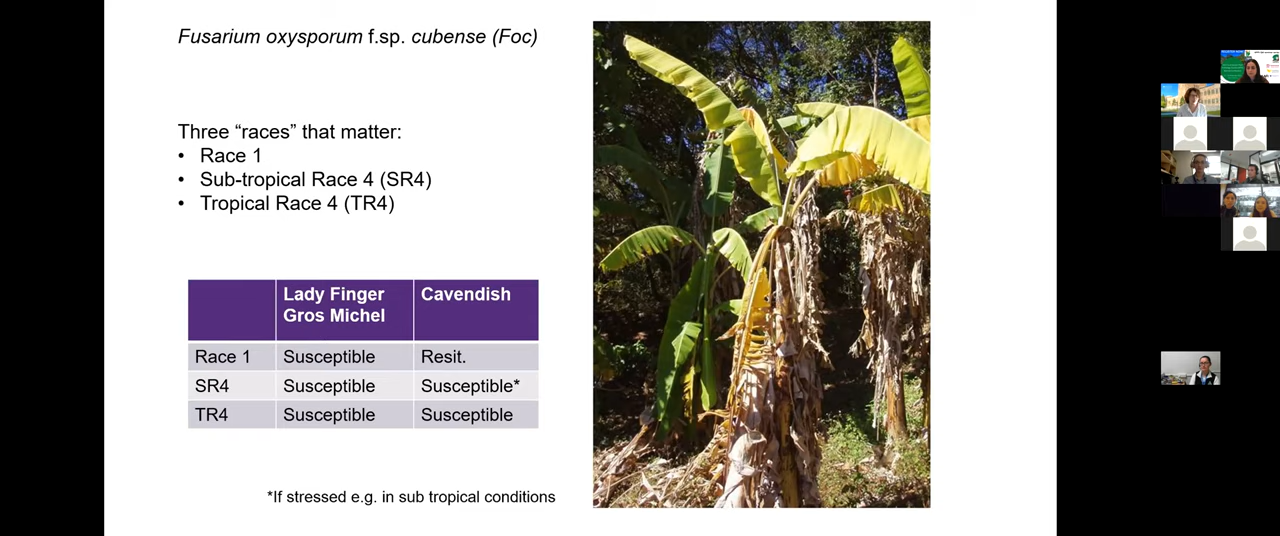 Fusarium oxysporum f.sp. cubense (Foc)
Three “races” that matter:
• Race 1
• Sub-tropical Race 4 (SR4)
• Tropical Race 4 (TR4)
Lady Finger Cavendish
Gros Michel
Race 1 Susceptible Resit.
SR4 Susceptible Susceptible*
TR4 Susceptible Susceptible
*If stressed e.g. in sub tropical conditions